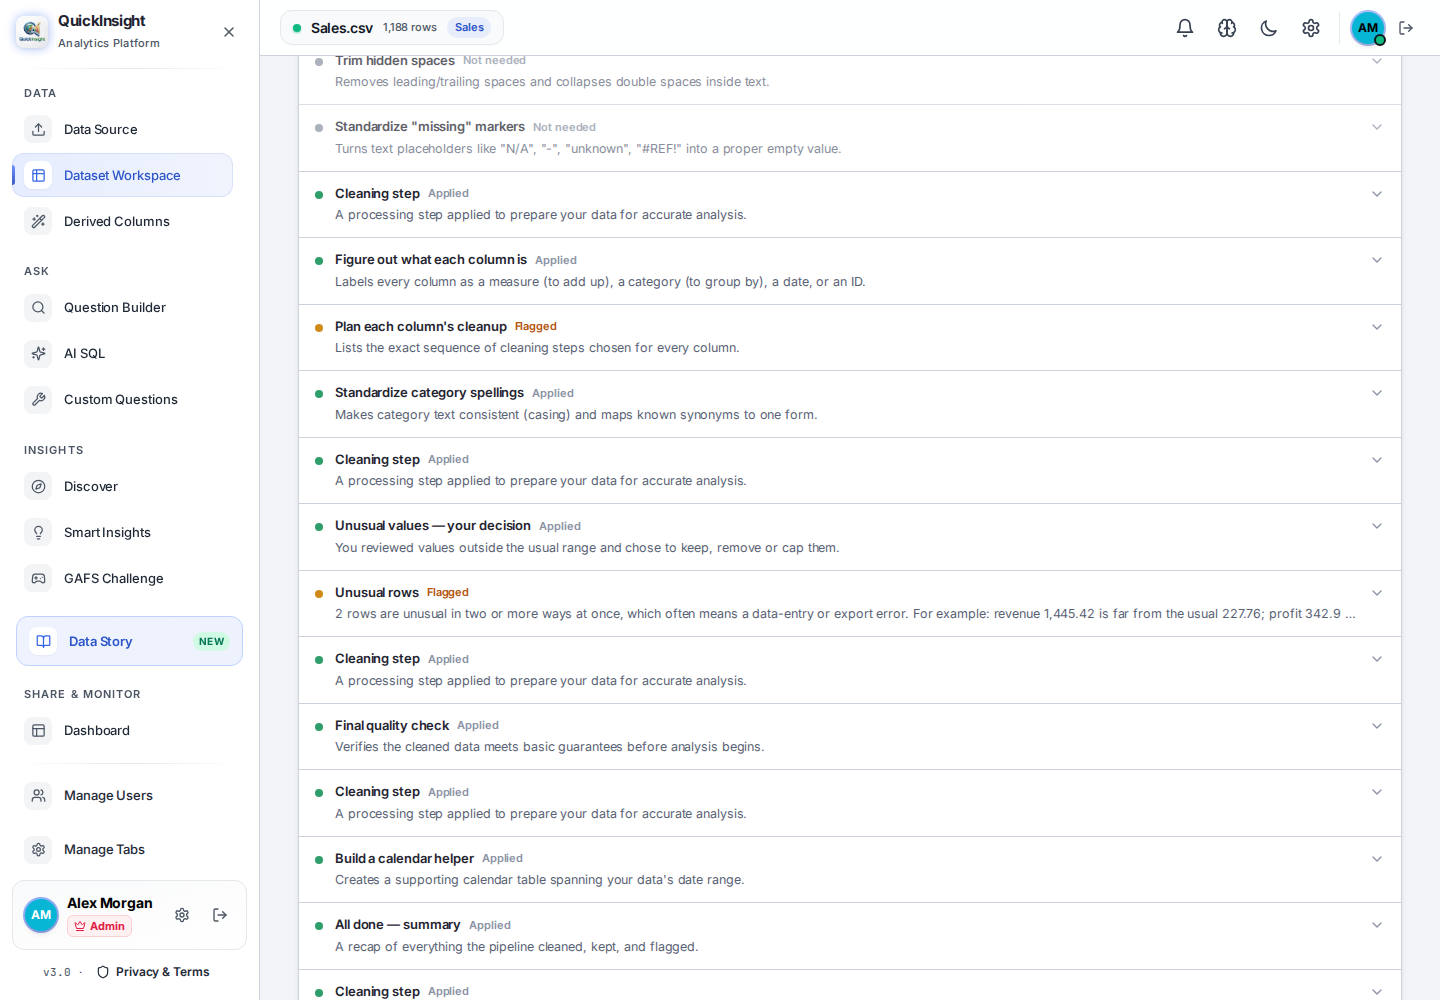 QuickInsight
Analytics Platform
DATA
Data Source
Dataset Workspace
Derived Columns
ASK
Question Builder
AI SQL
Custom Questions
INSIGHTS
Discover
Smart Insights
GAFS Challenge
Data Story NEW
SHARE & MONITOR
Dashboard
Manage Users
Manage Tabs
AM Alex Morgan
Admin
v3.0 · Privacy & Terms
Sales.csv 1,188 rows Sales
AM
Trim hidden spaces Not needed
Removes leading/trailing spaces and collapses double spaces inside text.
Standardize "missing" markers Not needed
Turns text placeholders like "N/A", "-", "unknown", "#REF!" into a proper empty value.
Cleaning step Applied
A processing step applied to prepare your data for accurate analysis.
Figure out what each column is Applied
Labels every column as a measure (to add up), a category (to group by), a date, or an ID.
Plan each column's cleanup Flagged
Lists the exact sequence of cleaning steps chosen for every column.
Standardize category spellings Applied
Makes category text consistent (casing) and maps known synonyms to one form.
Cleaning step Applied
A processing step applied to prepare your data for accurate analysis.
Unusual values — your decision Applied
You reviewed values outside the usual range and chose to keep, remove or cap them.
Unusual rows Flagged
2 rows are unusual in two or more ways at once, which often means a data-entry or export error. For example: revenue 1,445.42 is far from the usual 227.76; profit 342.9 ...
Cleaning step Applied
A processing step applied to prepare your data for accurate analysis.
Final quality check Applied
Verifies the cleaned data meets basic guarantees before analysis begins.
Cleaning step Applied
A processing step applied to prepare your data for accurate analysis.
Build a calendar helper Applied
Creates a supporting calendar table spanning your data's date range.
All done — summary Applied
A recap of everything the pipeline cleaned, kept, and flagged.
Cleaning step Applied